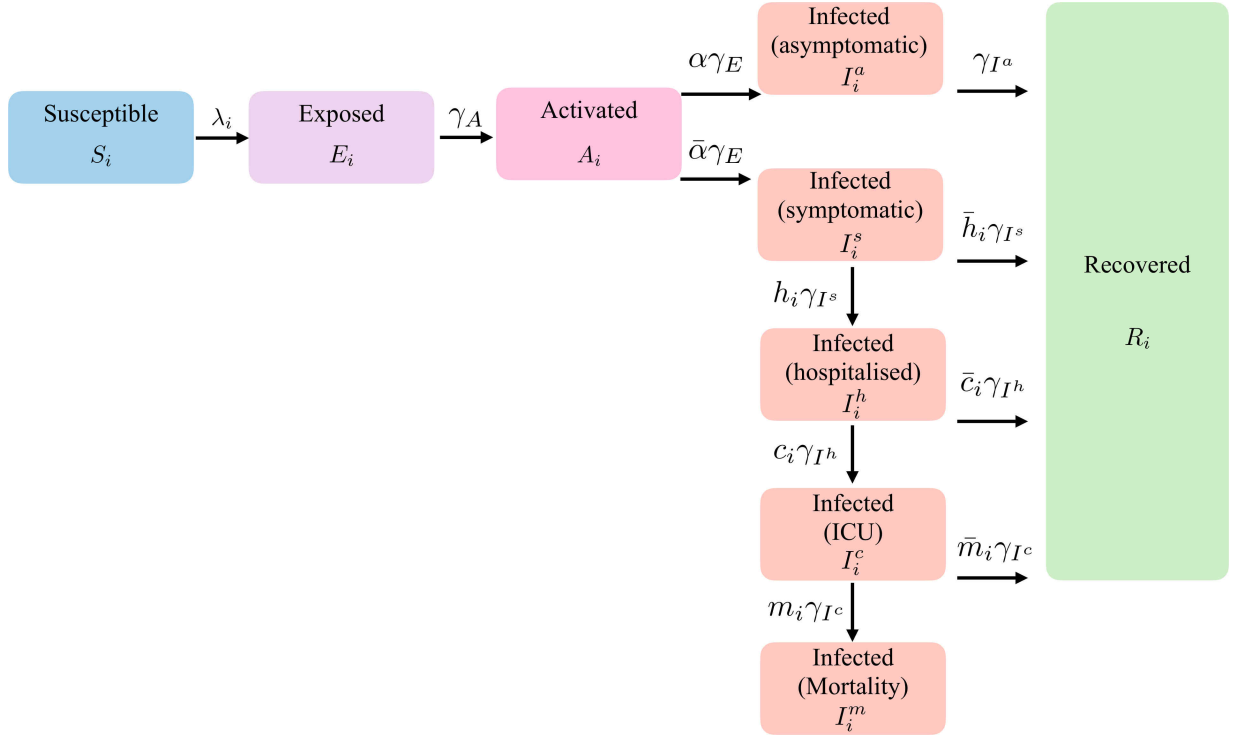 Susceptible
S_i
λ_i
Exposed
E_i
γ_A
Activated
A_i
αγ_E
ᾱγ_E
Infected
(asymptomatic)
I_i^a
γ_{I^a}
Infected
(symptomatic)
I_i^s
h̄_iγ_{I^s}
h_iγ_{I^s}
Infected
(hospitalised)
I_i^h
c̄_iγ_{I^h}
c_iγ_{I^h}
Infected
(ICU)
I_i^c
m̄_iγ_{I^c}
m_iγ_{I^c}
Infected
(Mortality)
I_i^m
Recovered
R_i